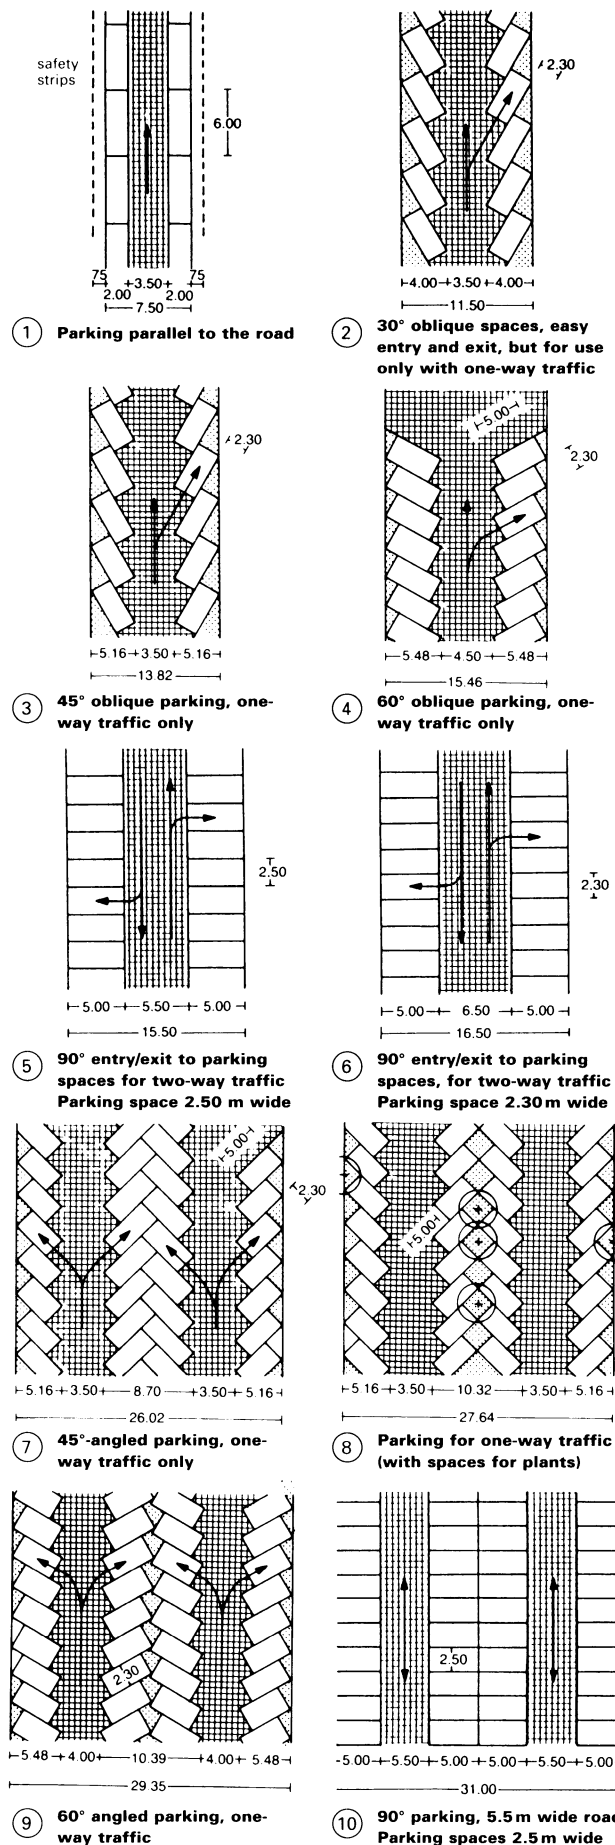 safety
strips
6.00
75 3.50 75
2.00 2.00
7.50
1 Parking parallel to the road
2.30
4.00 3.50 4.00
11.50
2 30° oblique spaces, easy
entry and exit, but for use
only with one-way traffic
2.30
5.16 3.50 5.16
13.82
3 45° oblique parking, one-
way traffic only
5.00
2.30
5.48 4.50 5.48
15.46
4 60° oblique parking, one-
way traffic only
2.50
5.00 5.50 5.00
15.50
5 90° entry/exit to parking
spaces for two-way traffic
Parking space 2.50 m wide
2.30
5.00 6.50 5.00
16.50
6 90° entry/exit to parking
spaces, for two-way traffic
Parking space 2.30 m wide
5.00
2.30
5.16 3.50 8.70 3.50 5.16
26.02
7 45°-angled parking, one-
way traffic only
5.00
5.16 3.50 10.32 3.50 5.16
27.64
8 Parking for one-way traffic
(with spaces for plants)
2.30
5.48 4.00 10.39 4.00 5.48
29.35
9 60° angled parking, one-
way traffic
2.50
5.00 5.50 5.00 5.00 5.50 5.00
31.00
10 90° parking, 5.5 m wide road
Parking spaces 2.5 m wide